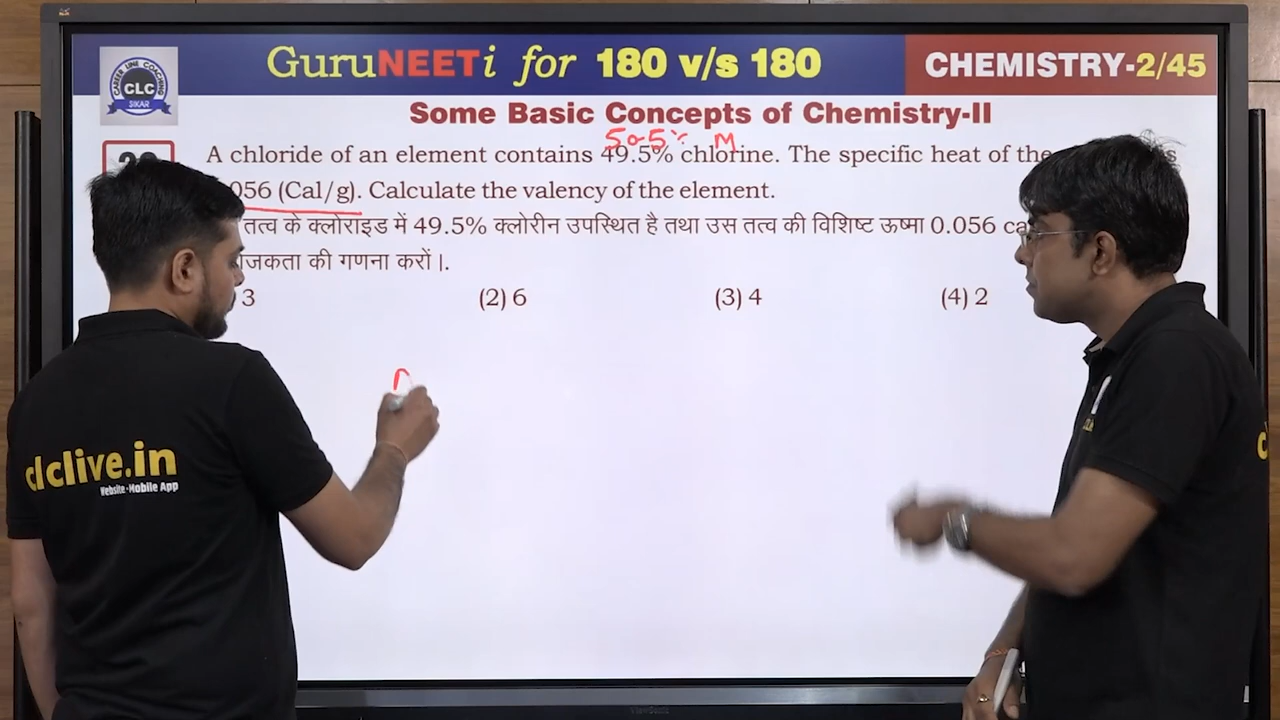 GuruNEETi for 180 v/s 180
CHEMISTRY-2/45
CAREER LINE COACHING
CLC
SIKAR
Some Basic Concepts of Chemistry-II
50.5% M
A chloride of an element contains 49.5% chlorine. The specific heat of the
056 (Cal/g). Calculate the valency of the element.
तत्व के क्लोराइड में 49.5% क्लोरीन उपस्थित है तथा उस तत्व की विशिष्ट ऊष्मा 0.056
की गणना करों।.
3
(2) 6
(3) 4
(4) 2
clclive.in
Website • Mobile App
ViewSonic